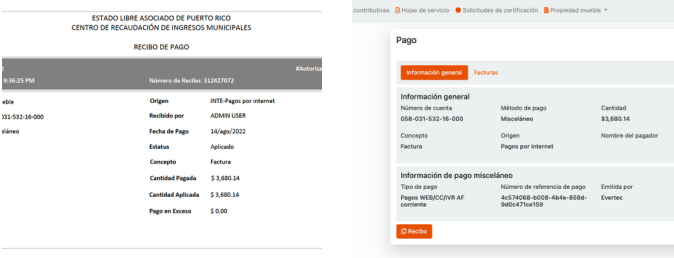 ESTADO LIBRE ASOCIADO DE PUERTO RICO
CENTRO DE RECAUDACIÓN DE INGRESOS MUNICIPALES
RECIBO DE PAGO
#Autoriza
9:36:25 PM Número de Recibo: 312427072
eble Origen INTE-Pagos por internet
031-532-16-000 Recibido por ADMIN USER
eláneo Fecha de Pago 14/ago/2022
Estatus Aplicado
Concepto Factura
Cantidad Pagada $ 3,680.14
Cantidad Aplicada $ 3,680.14
Pago en Exceso $ 0.00
contributivas Hojas de servicio Solicitudes de certificación Propiedad mueble
Pago
Información general Facturas
Información general
Número de cuenta Método de pago Cantidad
058-031-532-16-000 Misceláneo $3,680.14
Concepto Origen Nombre del pagador
Factura Pagos por internet
Información de pago misceláneo
Tipo de pago Número de referencia de pago Emitida por
Pagos WEB/CC/IVR AF 4c574068-b008-4b4e-859d- Evertec
corriente 9d0c471ce159
Recibo